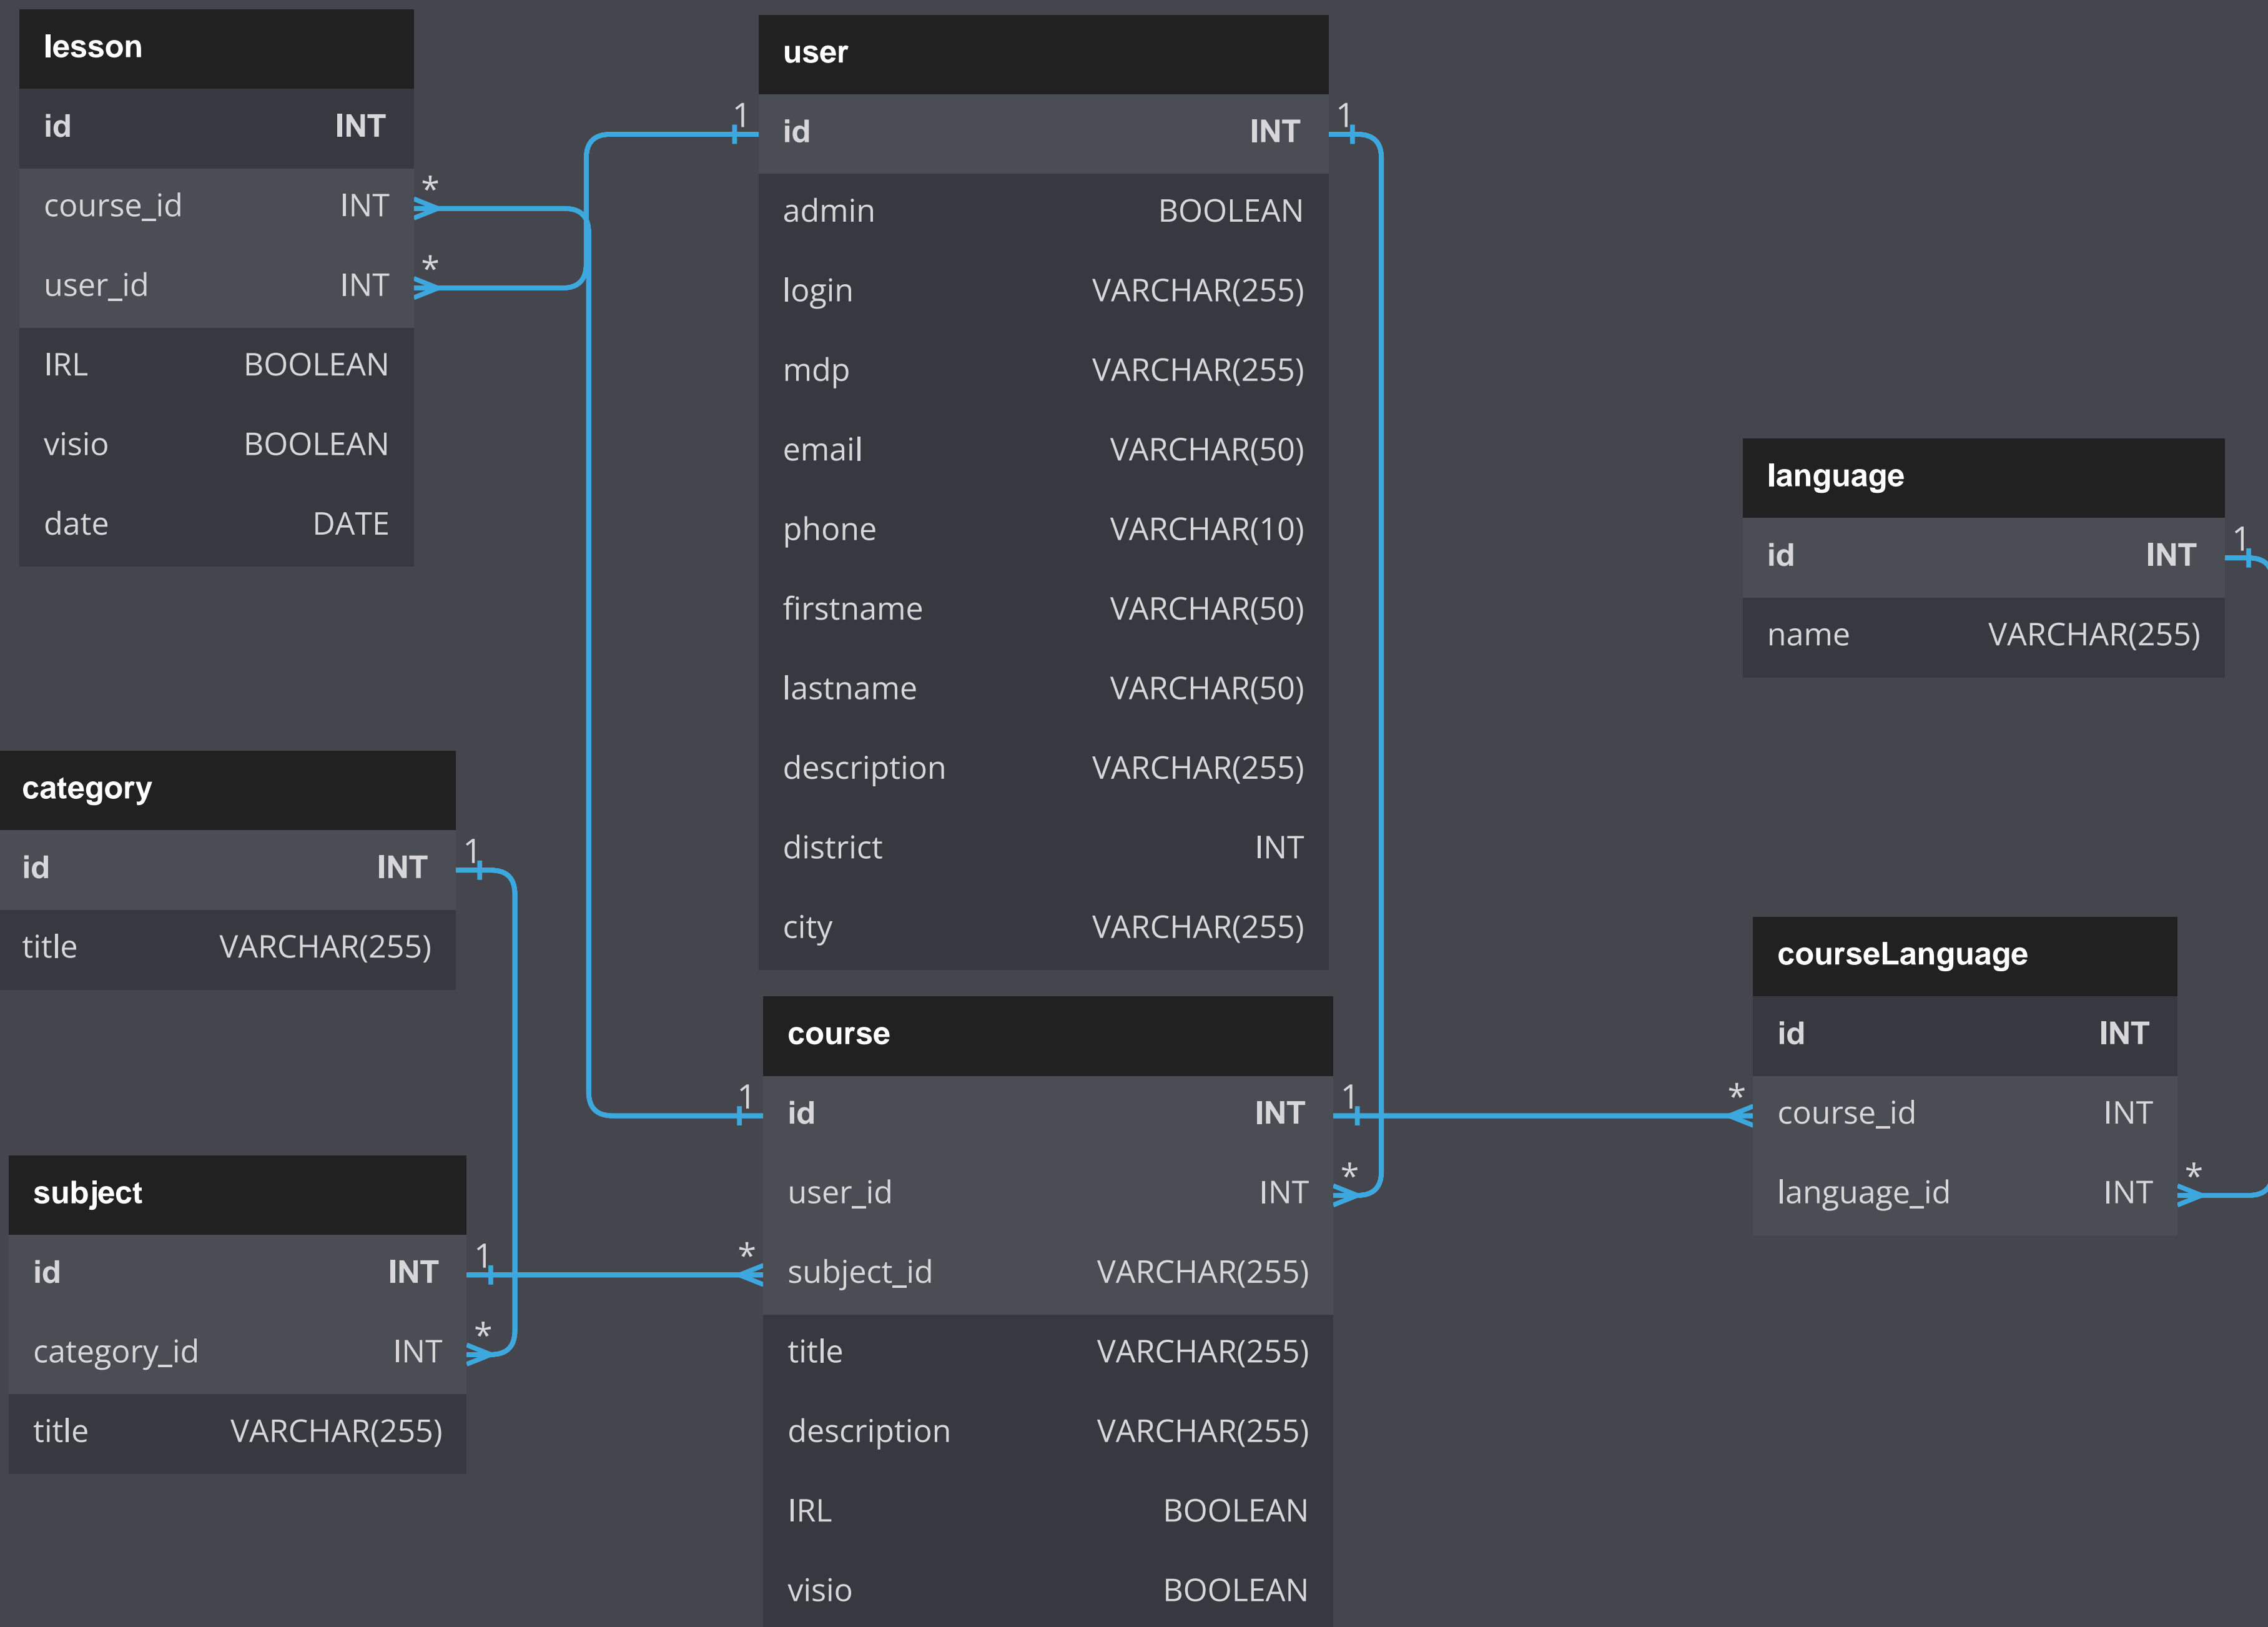 lesson
id INT
*
course_id INT
*
user_id INT
IRL BOOLEAN
visio BOOLEAN
date DATE
user
1 1
id INT
admin BOOLEAN
login VARCHAR(255)
mdp VARCHAR(255)
email VARCHAR(50)
phone VARCHAR(10)
firstname VARCHAR(50)
lastname VARCHAR(50)
description VARCHAR(255)
district INT
city VARCHAR(255)
language
1
id INT
name VARCHAR(255)
category
1
id INT
title VARCHAR(255)
course
1 1
id INT
*
user_id INT
*
subject_id VARCHAR(255)
title VARCHAR(255)
description VARCHAR(255)
IRL BOOLEAN
visio BOOLEAN
courseLanguage
id INT
*
course_id INT
*
language_id INT
subject
1
id INT
*
category_id INT
title VARCHAR(255)